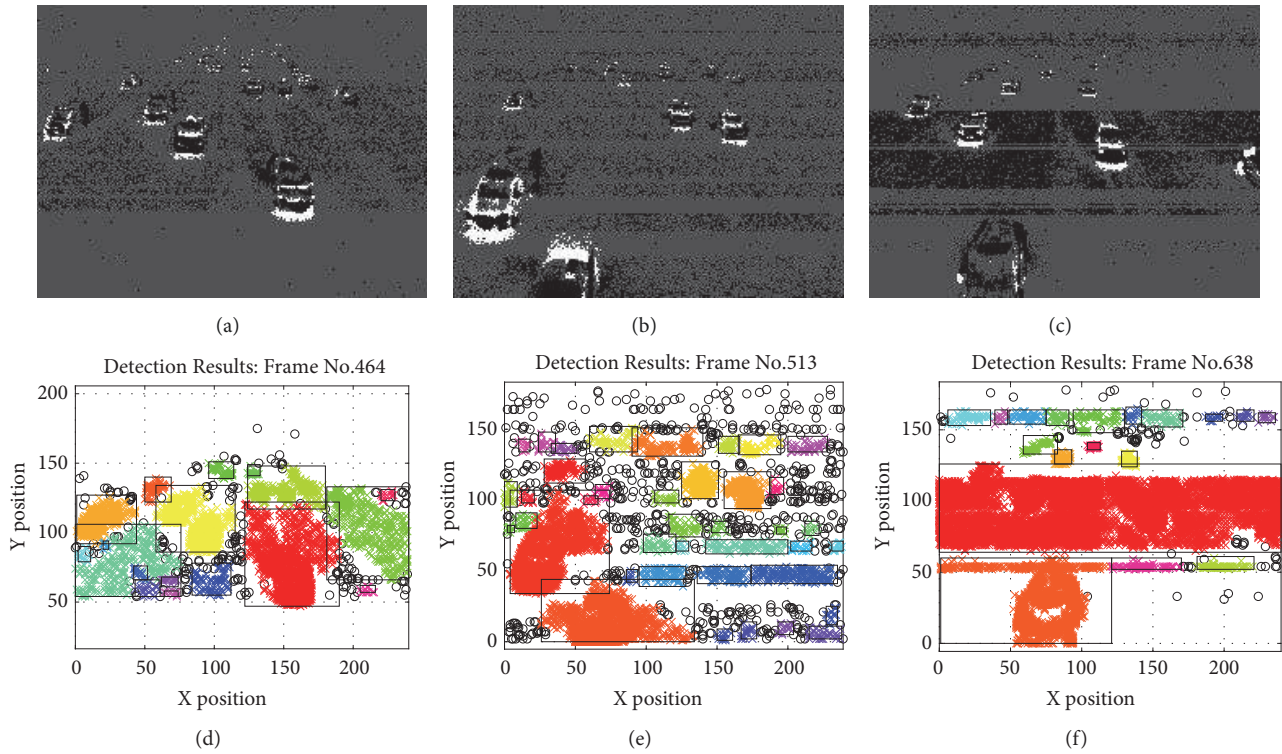 (a)
(b)
(c)
Detection Results: Frame No.464
Y position
200
150
100
50
0
50
100
150
200
X position
(d)
Detection Results: Frame No.513
Y position
150
100
50
0
0
50
100
150
200
X position
(e)
Detection Results: Frame No.638
Y position
150
100
50
0
0
50
100
150
200
X position
(f)